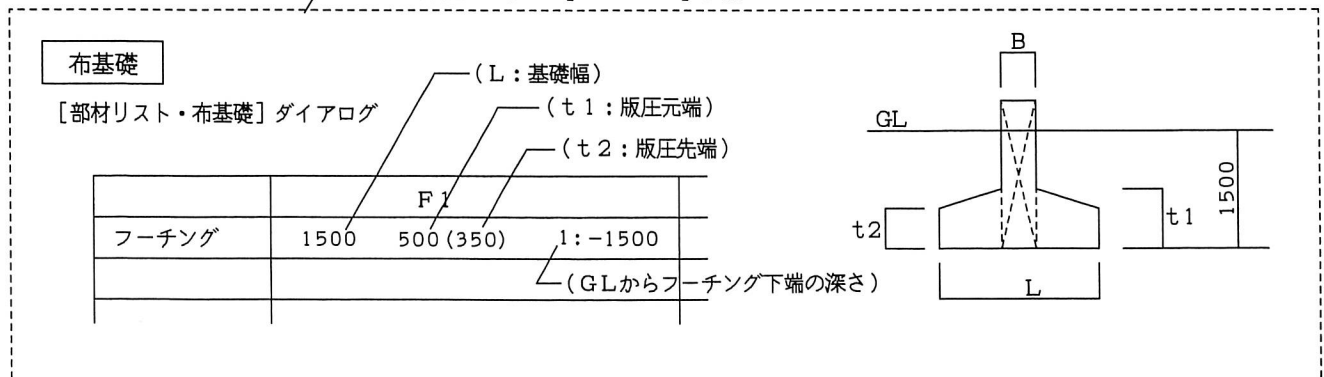 布基礎
［部材リスト・布基礎］ダイアログ
（Ｌ：基礎幅）
（ｔ１：版圧元端）
（ｔ２：版圧先端）
Ｆ１
フーチング 1500 500(350) 1:-1500
（ＧＬからフーチング下端の深さ）
B
GL
1500
t2
t1
L